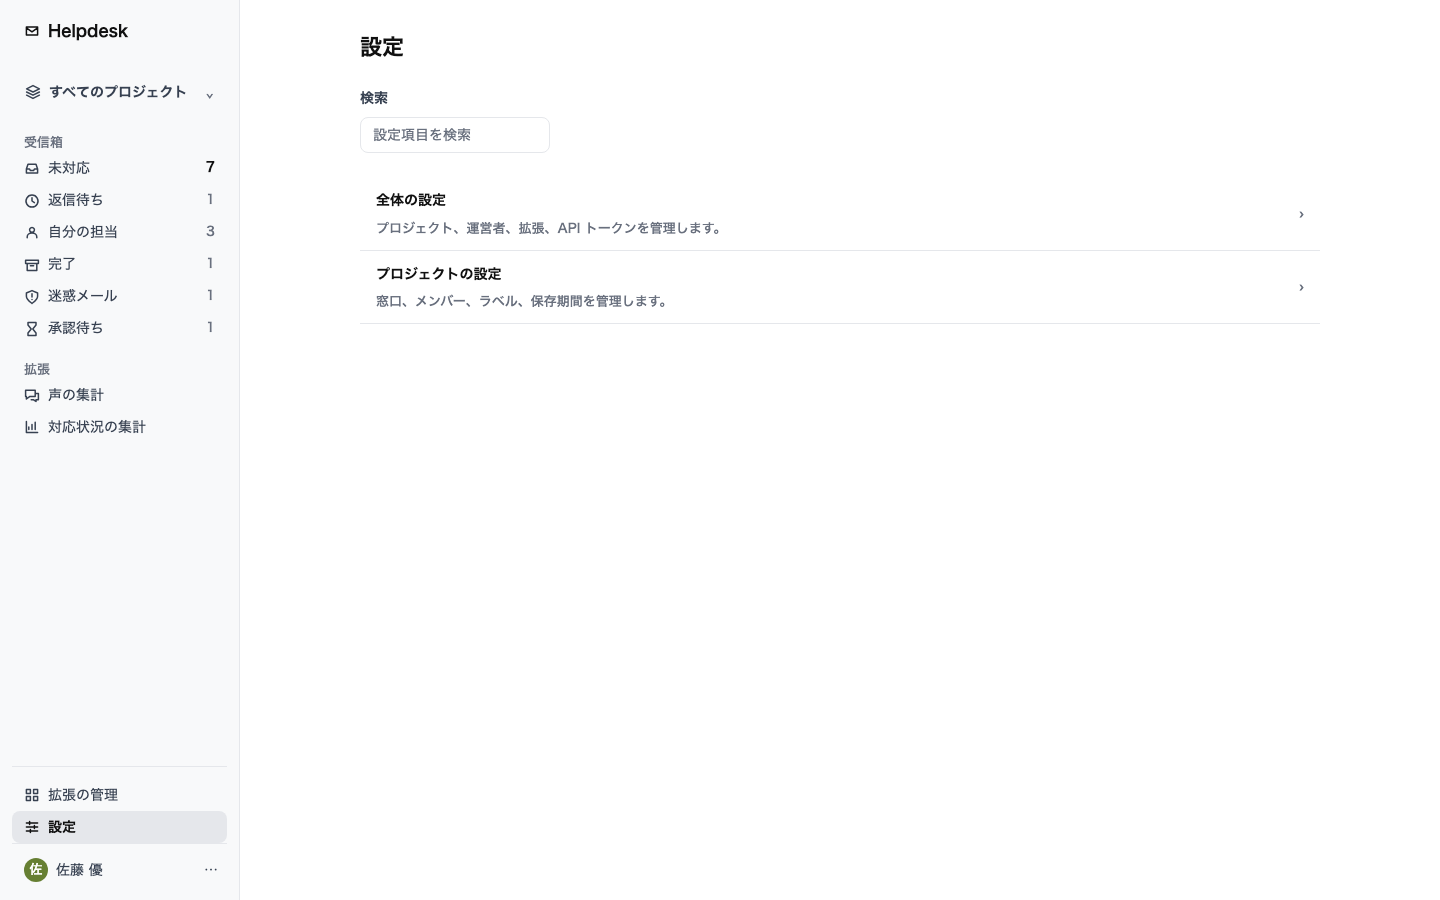 Helpdesk
すべてのプロジェクト
受信箱
未対応 7
返信待ち 1
自分の担当 3
完了 1
迷惑メール 1
承認待ち 1
拡張
声の集計
対応状況の集計
拡張の管理
設定
佐 佐藤 優 …
設定
検索
設定項目を検索
全体の設定
プロジェクト、運営者、拡張、API トークンを管理します。
プロジェクトの設定
窓口、メンバー、ラベル、保存期間を管理します。